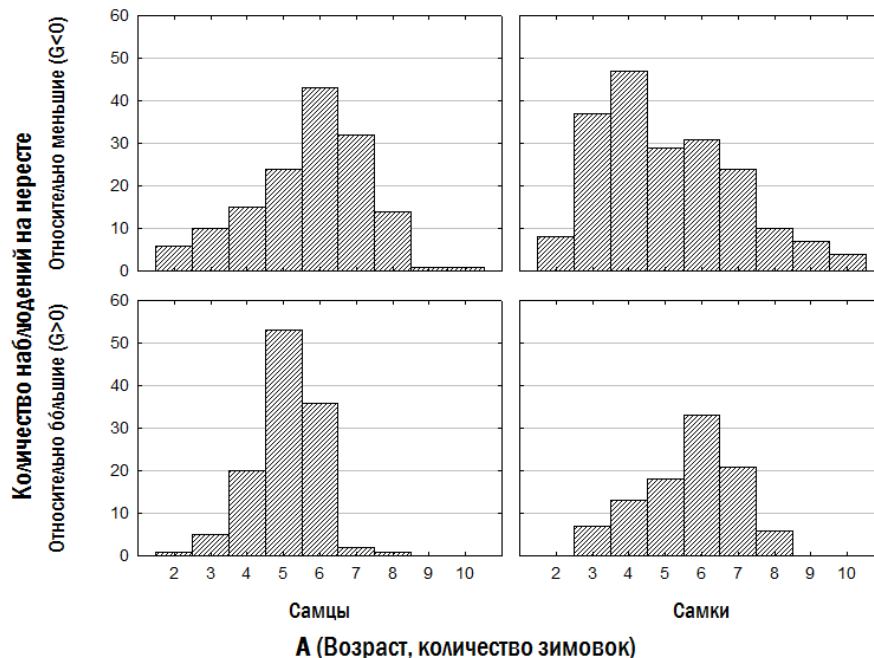 Количество наблюдений на нересте
Относительно меньшие (G<0)
60
50
40
30
20
10
0
Относительно бо́льшие (G>0)
60
50
40
30
20
10
0
2 3 4 5 6 7 8 9 10
2 3 4 5 6 7 8 9 10
Самцы
Самки
А (Возраст, количество зимовок)